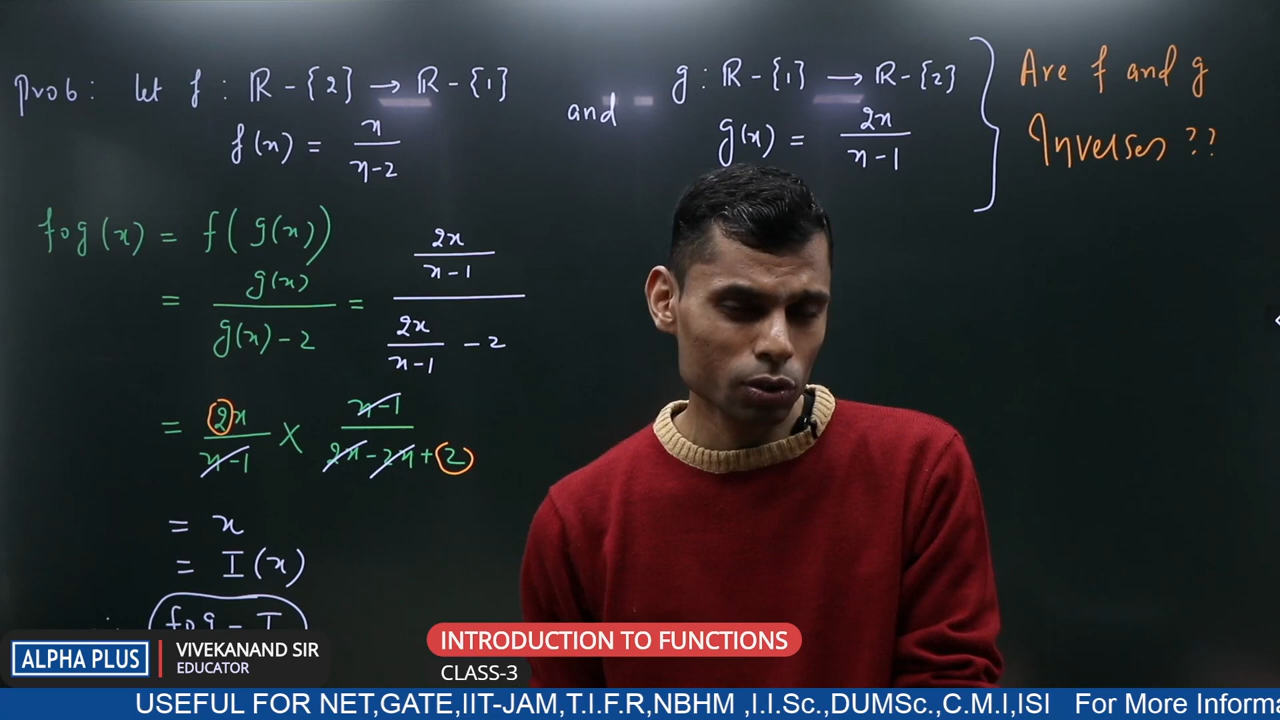 Prob: let f : ℝ - {2} → ℝ - {1} and g : ℝ - {1} → ℝ - {2} Are f and g
f(x) = x/(x-2) g(x) = 2x/(x-1) Inverses ??
fog(x) = f(g(x))
= g(x)/(g(x)-2) = (2x/(x-1))/(2x/(x-1) - 2)
= 2x/(x-1) × (x-1)/(2x-2x+2)
= x
= I(x)
fog = I
ALPHA PLUS
VIVEKANAND SIR
EDUCATOR
INTRODUCTION TO FUNCTIONS
CLASS-3
USEFUL FOR NET,GATE,IIT-JAM,T.I.F.R,NBHM ,I.I.Sc.,DUMSc.,C.M.I,ISI For More Informa